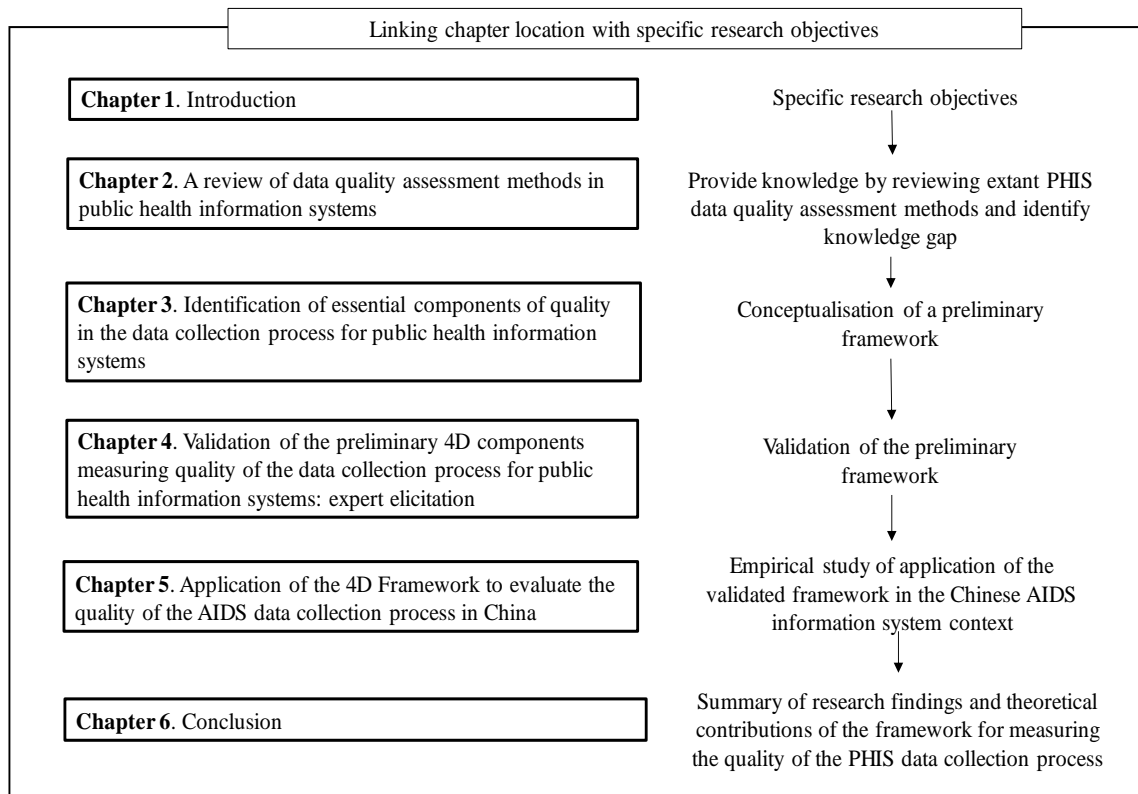 Linking chapter location with specific research objectives
Chapter 1. Introduction
Specific research objectives
Chapter 2. A review of data quality assessment methods in
public health information systems
Provide knowledge by reviewing extant PHIS
data quality assessment methods and identify
knowledge gap
Chapter 3. Identification of essential components of quality
in the data collection process for public health information
systems
Conceptualisation of a preliminary
framework
Chapter 4. Validation of the preliminary 4D components
measuring quality of the data collection process for public
health information systems: expert elicitation
Validation of the preliminary
framework
Chapter 5. Application of the 4D Framework to evaluate the
quality of the AIDS data collection process in China
Empirical study of application of the
validated framework in the Chinese AIDS
information system context
Chapter 6. Conclusion
Summary of research findings and theoretical
contributions of the framework for measuring
the quality of the PHIS data collection process